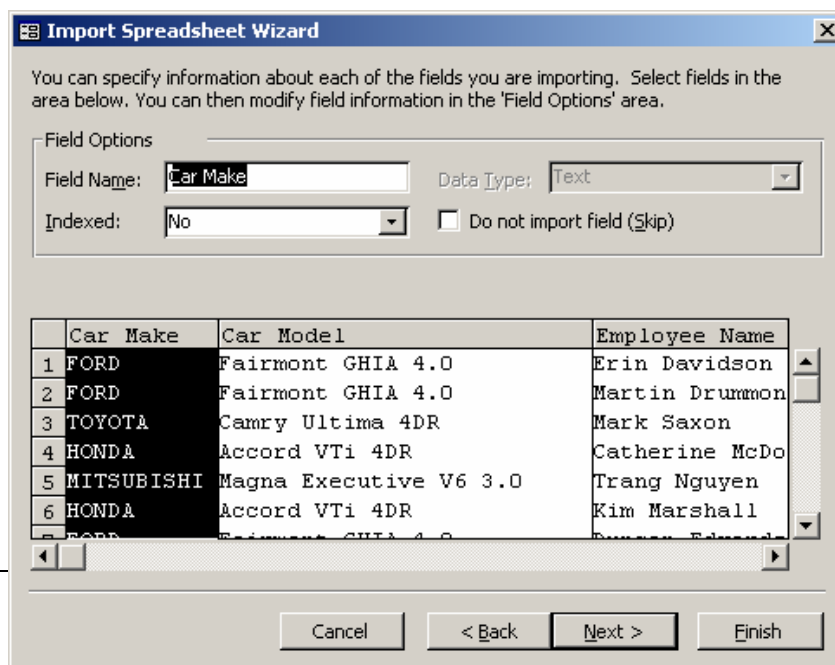 Import Spreadsheet Wizard
You can specify information about each of the fields you are importing. Select fields in the
area below. You can then modify field information in the 'Field Options' area.
Field Options
Field Name: Car Make Data Type: Text
Indexed: No Do not import field (Skip)
Car Make Car Model Employee Name
1 FORD Fairmont GHIA 4.0 Erin Davidson
2 FORD Fairmont GHIA 4.0 Martin Drummon
3 TOYOTA Camry Ultima 4DR Mark Saxon
4 HONDA Accord VTi 4DR Catherine McDo
5 MITSUBISHI Magna Executive V6 3.0 Trang Nguyen
6 HONDA Accord VTi 4DR Kim Marshall
Cancel < Back Next > Finish